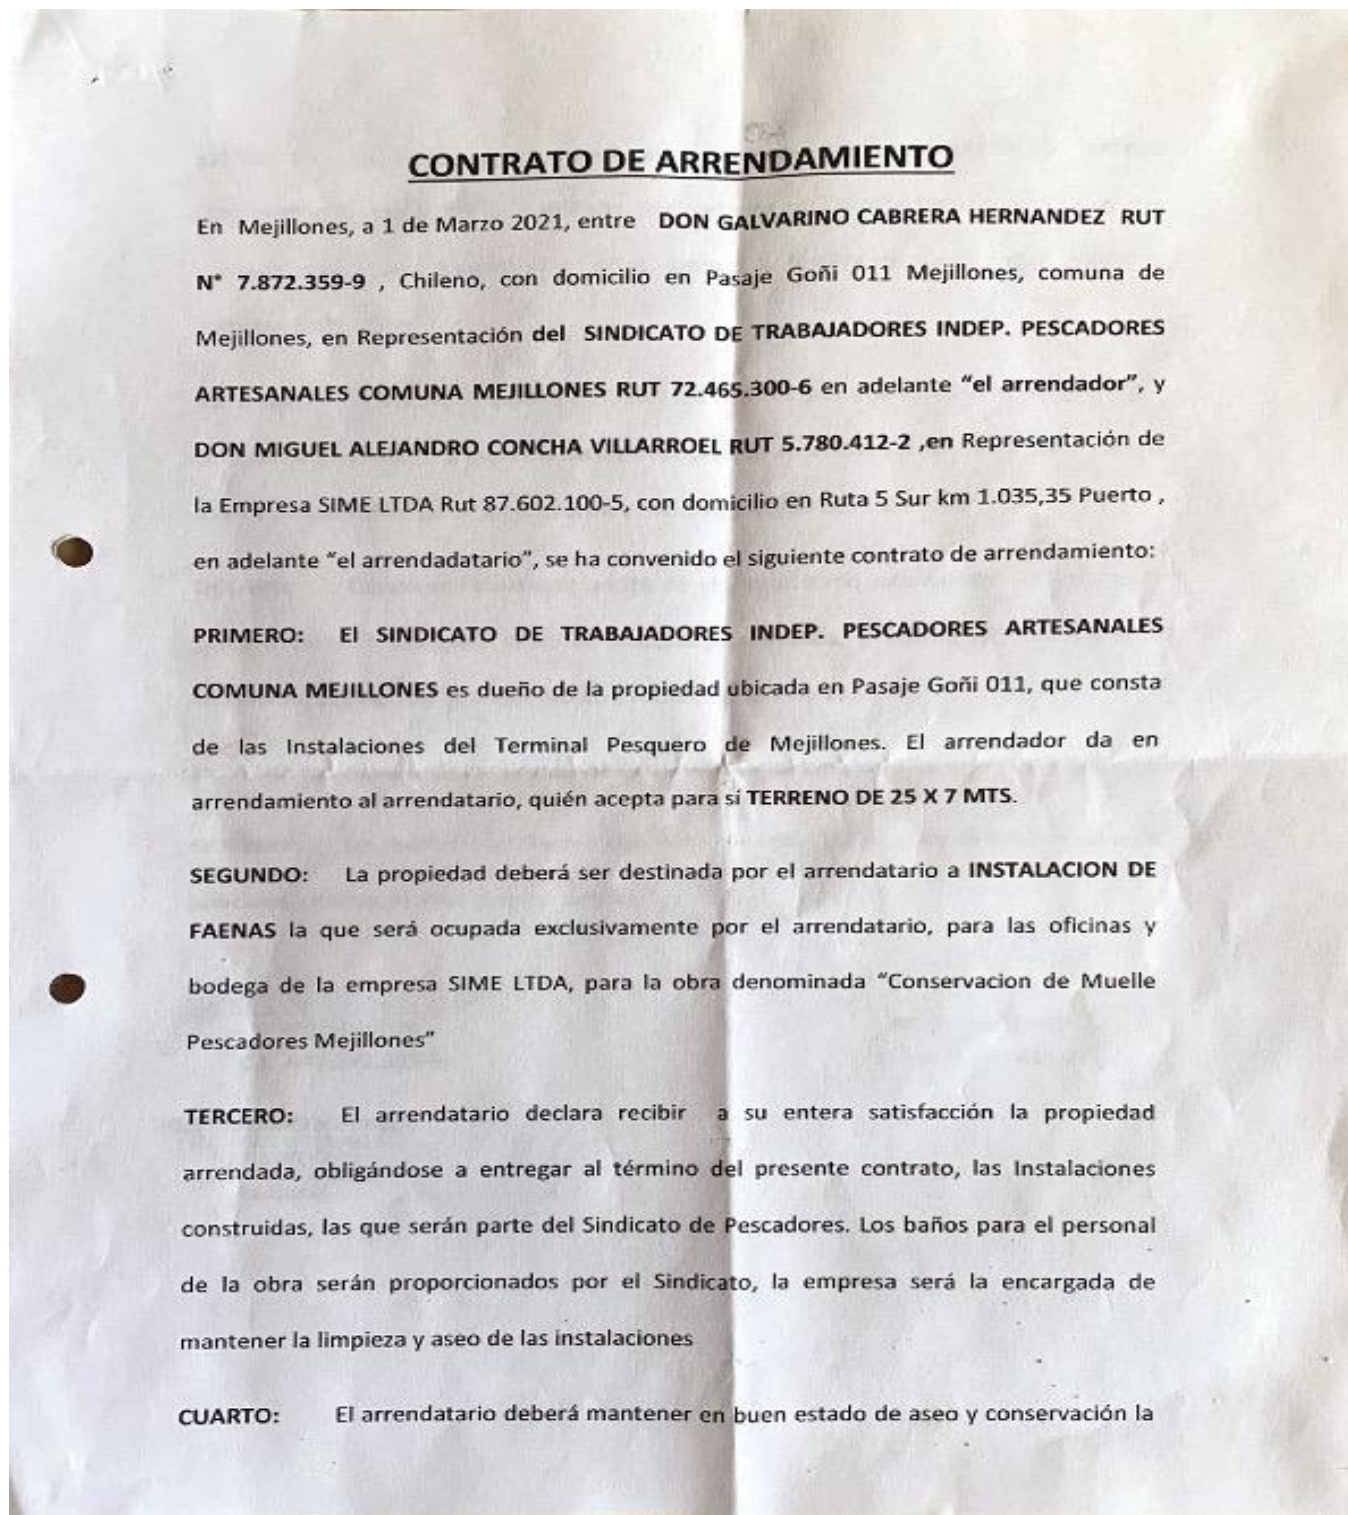 CONTRATO DE ARRENDAMIENTO
En Mejillones, a 1 de Marzo 2021, entre DON GALVARINO CABRERA HERNANDEZ RUT
N° 7.872.359-9 , Chileno, con domicilio en Pasaje Goñi 011 Mejillones, comuna de
Mejillones, en Representación del SINDICATO DE TRABAJADORES INDEP. PESCADORES
ARTESANALES COMUNA MEJILLONES RUT 72.465.300-6 en adelante “el arrendador”, y
DON MIGUEL ALEJANDRO CONCHA VILLARROEL RUT 5.780.412-2 ,en Representación de
la Empresa SIME LTDA Rut 87.602.100-5, con domicilio en Ruta 5 Sur km 1.035,35 Puerto ,
en adelante “el arrendadatario”, se ha convenido el siguiente contrato de arrendamiento:
PRIMERO: El SINDICATO DE TRABAJADORES INDEP. PESCADORES ARTESANALES
COMUNA MEJILLONES es dueño de la propiedad ubicada en Pasaje Goñi 011, que consta
de las Instalaciones del Terminal Pesquero de Mejillones. El arrendador da en
arrendamiento al arrendatario, quién acepta para si TERRENO DE 25 X 7 MTS.
SEGUNDO: La propiedad deberá ser destinada por el arrendatario a INSTALACION DE
FAENAS la que será ocupada exclusivamente por el arrendatario, para las oficinas y
bodega de la empresa SIME LTDA, para la obra denominada “Conservacion de Muelle
Pescadores Mejillones”
TERCERO: El arrendatario declara recibir a su entera satisfacción la propiedad
arrendada, obligándose a entregar al término del presente contrato, las Instalaciones
construidas, las que serán parte del Sindicato de Pescadores. Los baños para el personal
de la obra serán proporcionados por el Sindicato, la empresa será la encargada de
mantener la limpieza y aseo de las instalaciones
CUARTO: El arrendatario deberá mantener en buen estado de aseo y conservación la